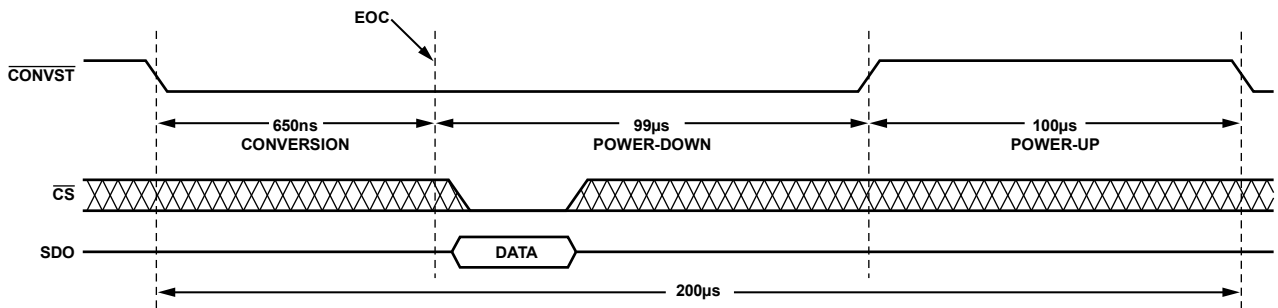 EOC
CONVST
650ns
CONVERSION
99µs
POWER-DOWN
100µs
POWER-UP
CS
SDO
DATA
200µs